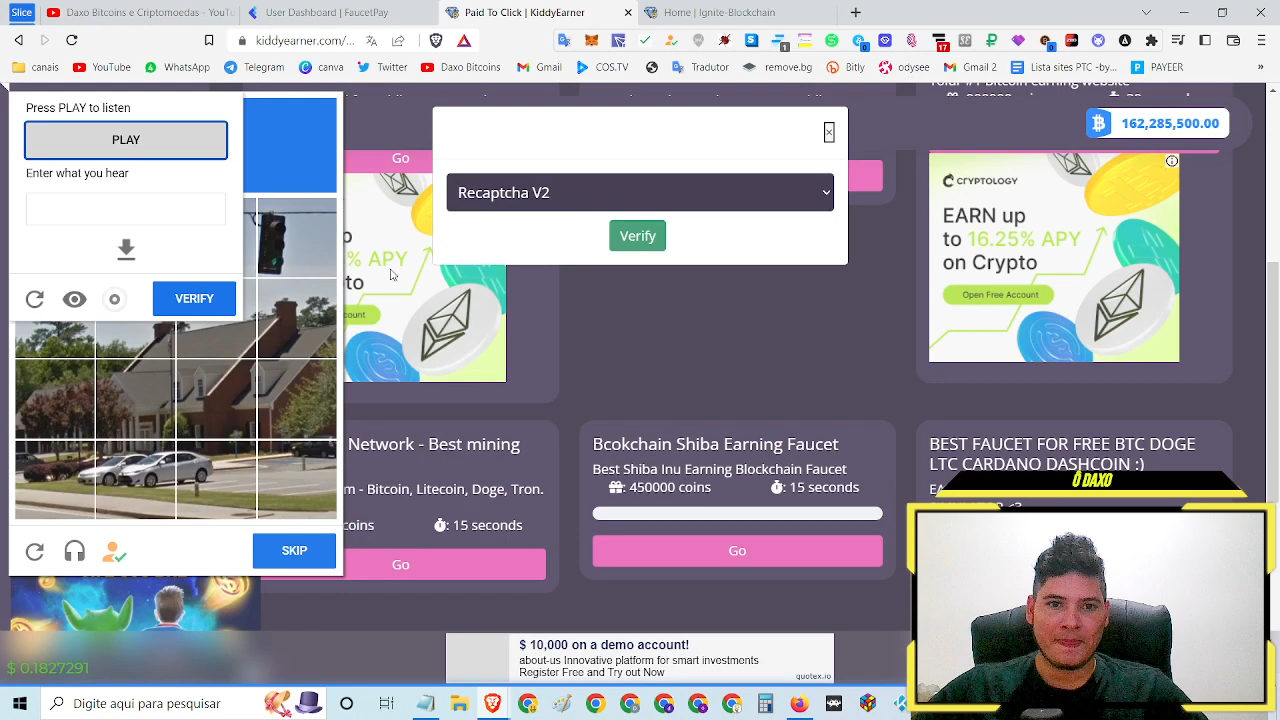 Slice
odyseeando - YouTu
User Dashboard | FaucetPay
Paid To Click | KiddyEarner
Home | Esite-Blockchain
kiddyearner.com/...
canais
YouTube
WhatsApp
Telegram
canva
Twitter
Daxo Bitcoins
Gmail
COS.TV
Tradutor
remove.bg
Bitly
odysee
Gmail 2
Lista sites PTC -by...
PAYEER
Press PLAY to listen
PLAY
Enter what you hear
VERIFY
SKIP
Recaptcha V2
Verify
162,285,500.00
Go
CRYPTOLOGY
EARN up
to 16.25% APY
on Crypto
Open Free Account
% APY
Network - Best mining
m - Bitcoin, Litecoin, Doge, Tron.
coins
: 15 seconds
Go
Bcokchain Shiba Earning Faucet
Best Shiba Inu Earning Blockchain Faucet
: 450000 coins
: 15 seconds
Go
BEST FAUCET FOR FREE BTC DOGE
LTC CARDANO DASHCOIN :)
Ô DAXO
$ 10,000 on a demo account!
about-us Innovative platform for smart investments
Register Free and Try out Now
quotex.io
$ 0,1827291
Digite aqui para pesquisar